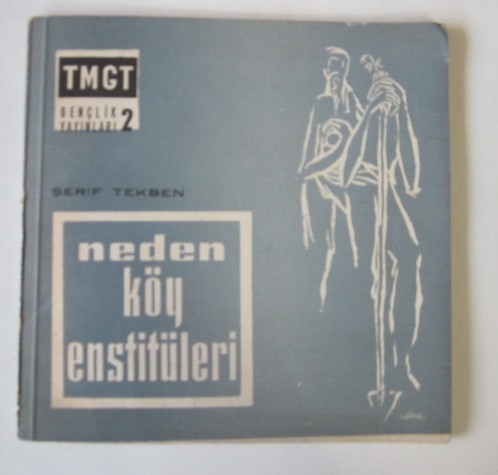 TMGT
GENÇLİK
YAYINLARI 2
ŞERİF TEKBEN
neden
köy
enstitüleri